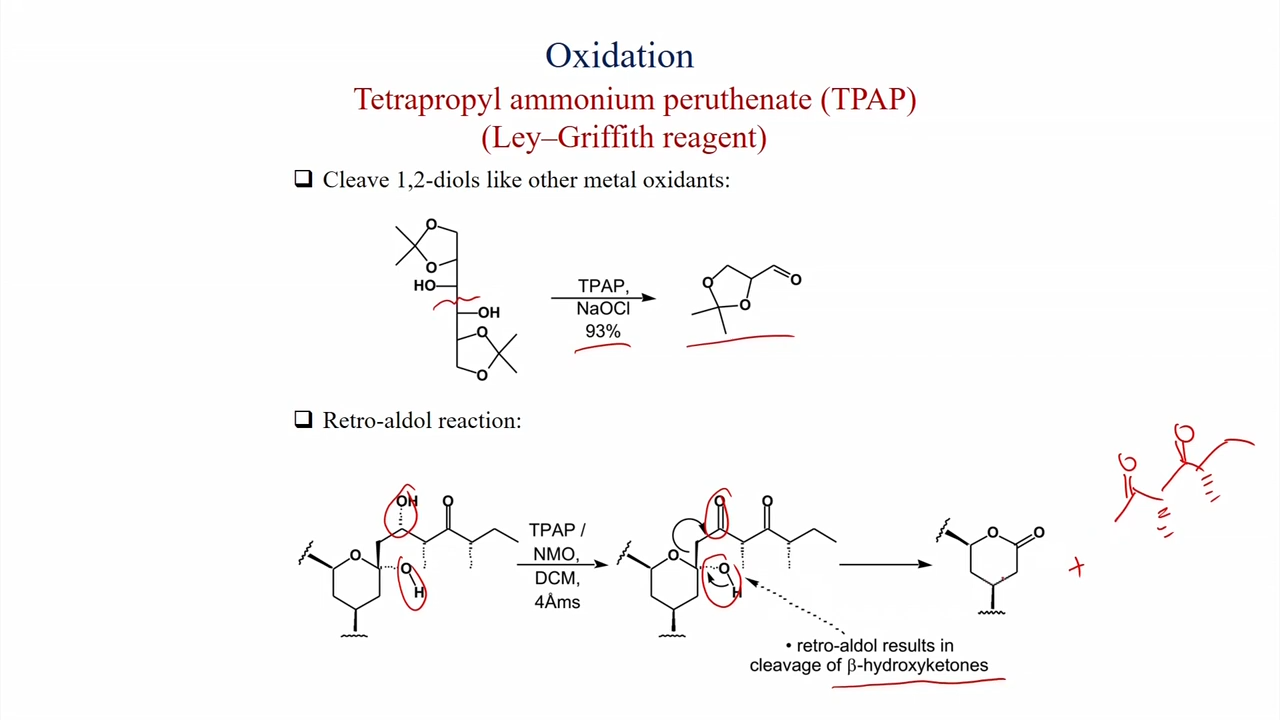 Oxidation
Tetrapropyl ammonium peruthenate (TPAP)
(Ley–Griffith reagent)
❑ Cleave 1,2-diols like other metal oxidants:
O
O
HO
OH
O
O
TPAP,
NaOCl
93%
O
O
O
❑ Retro-aldol reaction:
OH
O
O
O
H
TPAP /
NMO,
DCM,
4Åms
O
O
O
O
H
O
O
+
O
O
• retro-aldol results in
cleavage of β-hydroxyketones